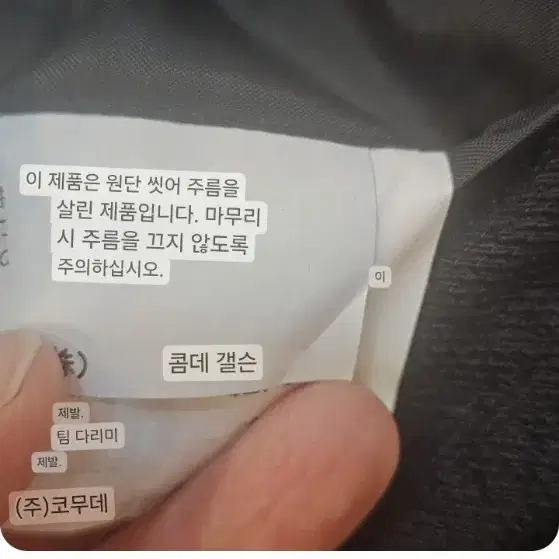 이 제품은 원단 씻어 주름을
살린 제품입니다. 마무리
시 주름을 끄지 않도록
주의하십시오.
이
콤데 갤슨
제발.
팀 다리미
제발.
(주)코무데